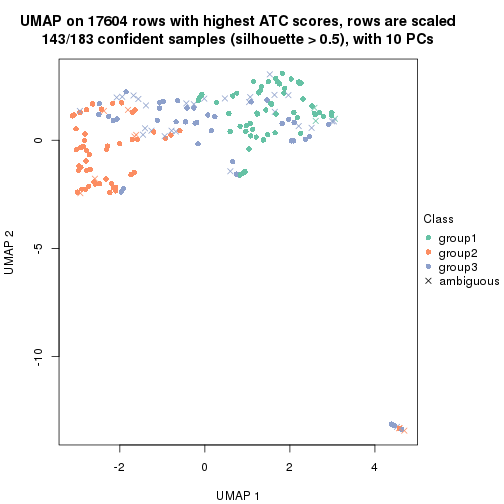 UMAP on 17604 rows with highest ATC scores, rows are scaled
143/183 confident samples (silhouette > 0.5), with 10 PCs
0
-5
-10
UMAP 2
-2
0
2
4
UMAP 1
Class
group1
group2
group3
ambiguous